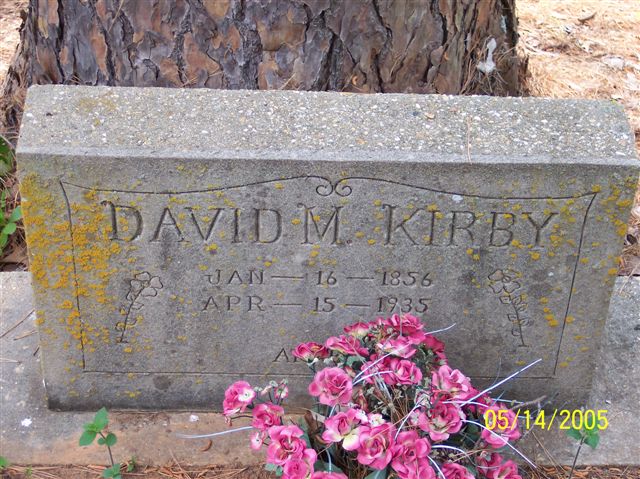 DAVID M. KIRBY
JAN — 16 — 1856
APR — 15 — 1935
05/14/2005